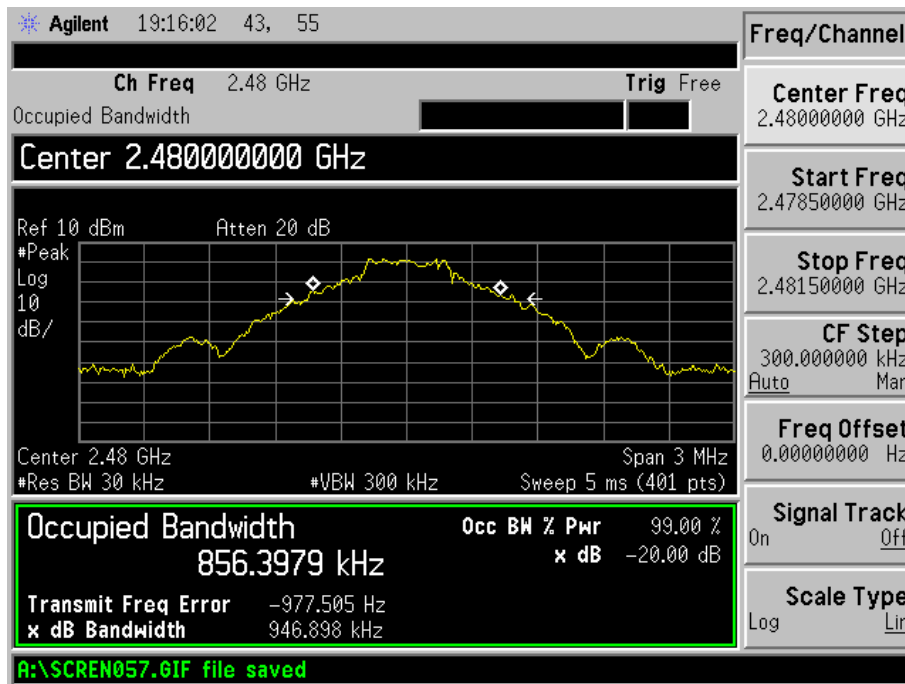 Agilent 19:16:02 43, 55
Ch Freq 2.48 GHz Trig Free
Occupied Bandwidth
Center 2.480000000 GHz
Ref 10 dBm Atten 20 dB
#Peak
Log
10
dB/
Center 2.48 GHz Span 3 MHz
#Res BW 30 kHz #VBW 300 kHz Sweep 5 ms (401 pts)
Occupied Bandwidth
856.3979 kHz
Occ BW % Pwr 99.00 %
x dB -20.00 dB
Transmit Freq Error -977.505 Hz
x dB Bandwidth 946.898 kHz
A:\SCREN057.GIF file saved
Freq/Channel
Center Freq
2.48000000 GHz
Start Freq
2.47850000 GHz
Stop Freq
2.48150000 GHz
CF Step
300.000000 kHz
Auto Man
Freq Offset
0.00000000 Hz
Signal Track
On Off
Scale Type
Log Lin